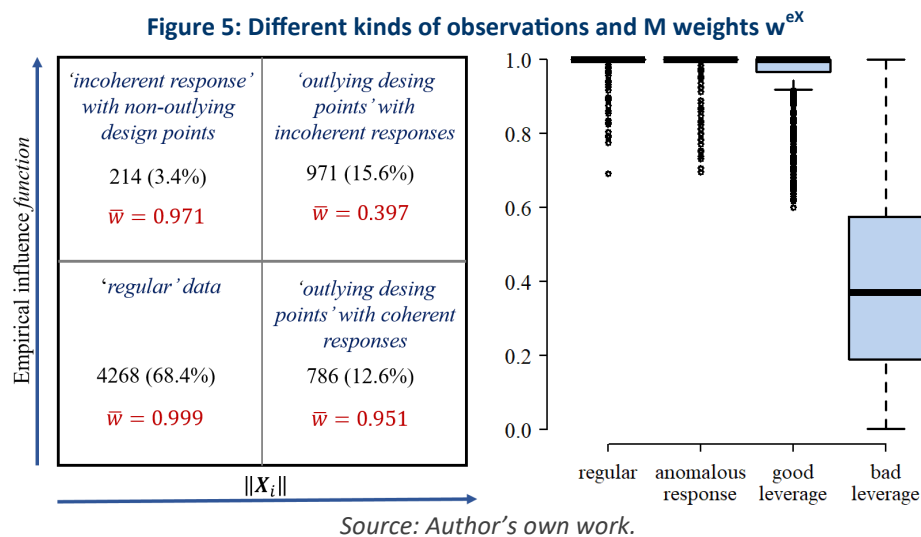 Figure 5: Different kinds of observations and M weights w^eX
Empirical influence function
‘incoherent response’
with non-outlying
design points
214 (3.4%)
w̅ = 0.971
‘outlying desing
points’ with
incoherent responses
971 (15.6%)
w̅ = 0.397
‘regular’ data
4268 (68.4%)
w̅ = 0.999
‘outlying desing
points’ with coherent
responses
786 (12.6%)
w̅ = 0.951
‖Xᵢ‖
1.0
0.8
0.6
0.4
0.2
0.0
regular
anomalous
response
good
leverage
bad
leverage
Source: Author’s own work.